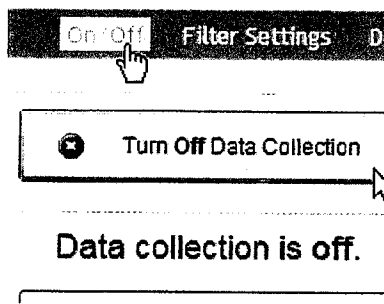 On/Off Filter Settings D
Turn Off Data Collection
Data collection is off.